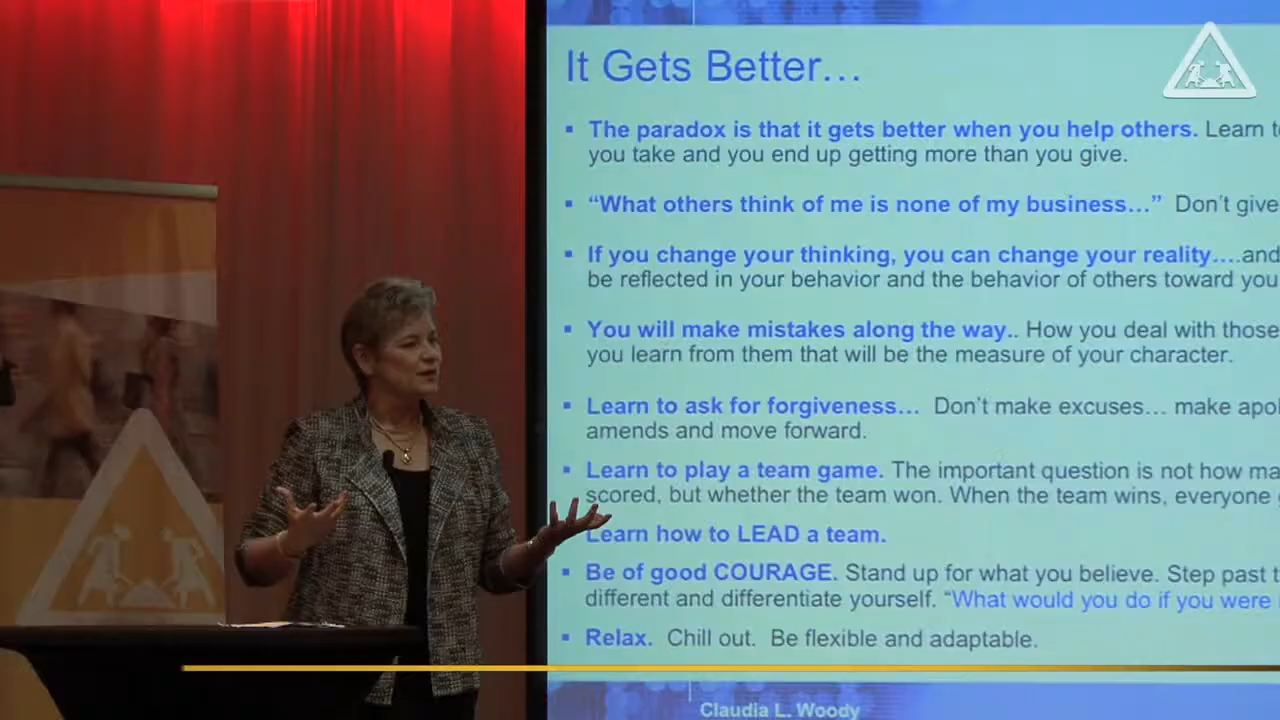 It Gets Better…
The paradox is that it gets better when you help others. Learn
you take and you end up getting more than you give.
“What others think of me is none of my business…” Don’t give
If you change your thinking, you can change your reality….and
be reflected in your behavior and the behavior of others toward you
You will make mistakes along the way.. How you deal with those
you learn from them that will be the measure of your character.
Learn to ask for forgiveness… Don’t make excuses… make
amends and move forward.
Learn to play a team game. The important question is not how
scored, but whether the team won. When the team wins, everyone
Learn how to LEAD a team.
Be of good COURAGE. Stand up for what you believe. Step past
different and differentiate yourself. “What would you do if you were
Relax. Chill out. Be flexible and adaptable.
Claudia L. Woody